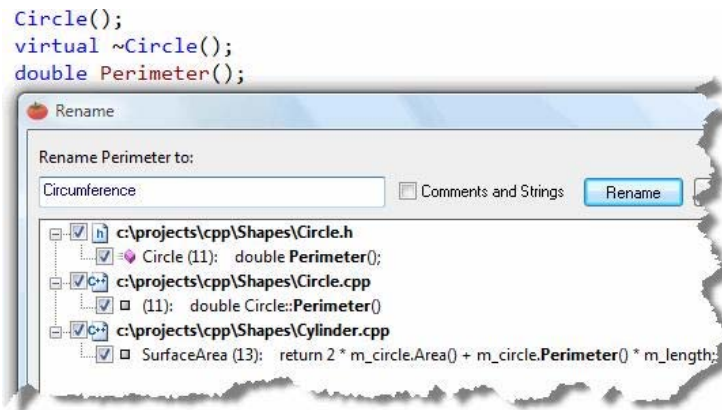 Circle();
virtual ~Circle();
double Perimeter();
Rename
Rename Perimeter to:
Circumference
Comments and Strings
Rename
h c:\projects\cpp\Shapes\Circle.h
Circle (11): double Perimeter();
C++ c:\projects\cpp\Shapes\Circle.cpp
(11): double Circle::Perimeter()
C++ c:\projects\cpp\Shapes\Cylinder.cpp
SurfaceArea (13): return 2 * m_circle.Area() + m_circle.Perimeter() * m_length;